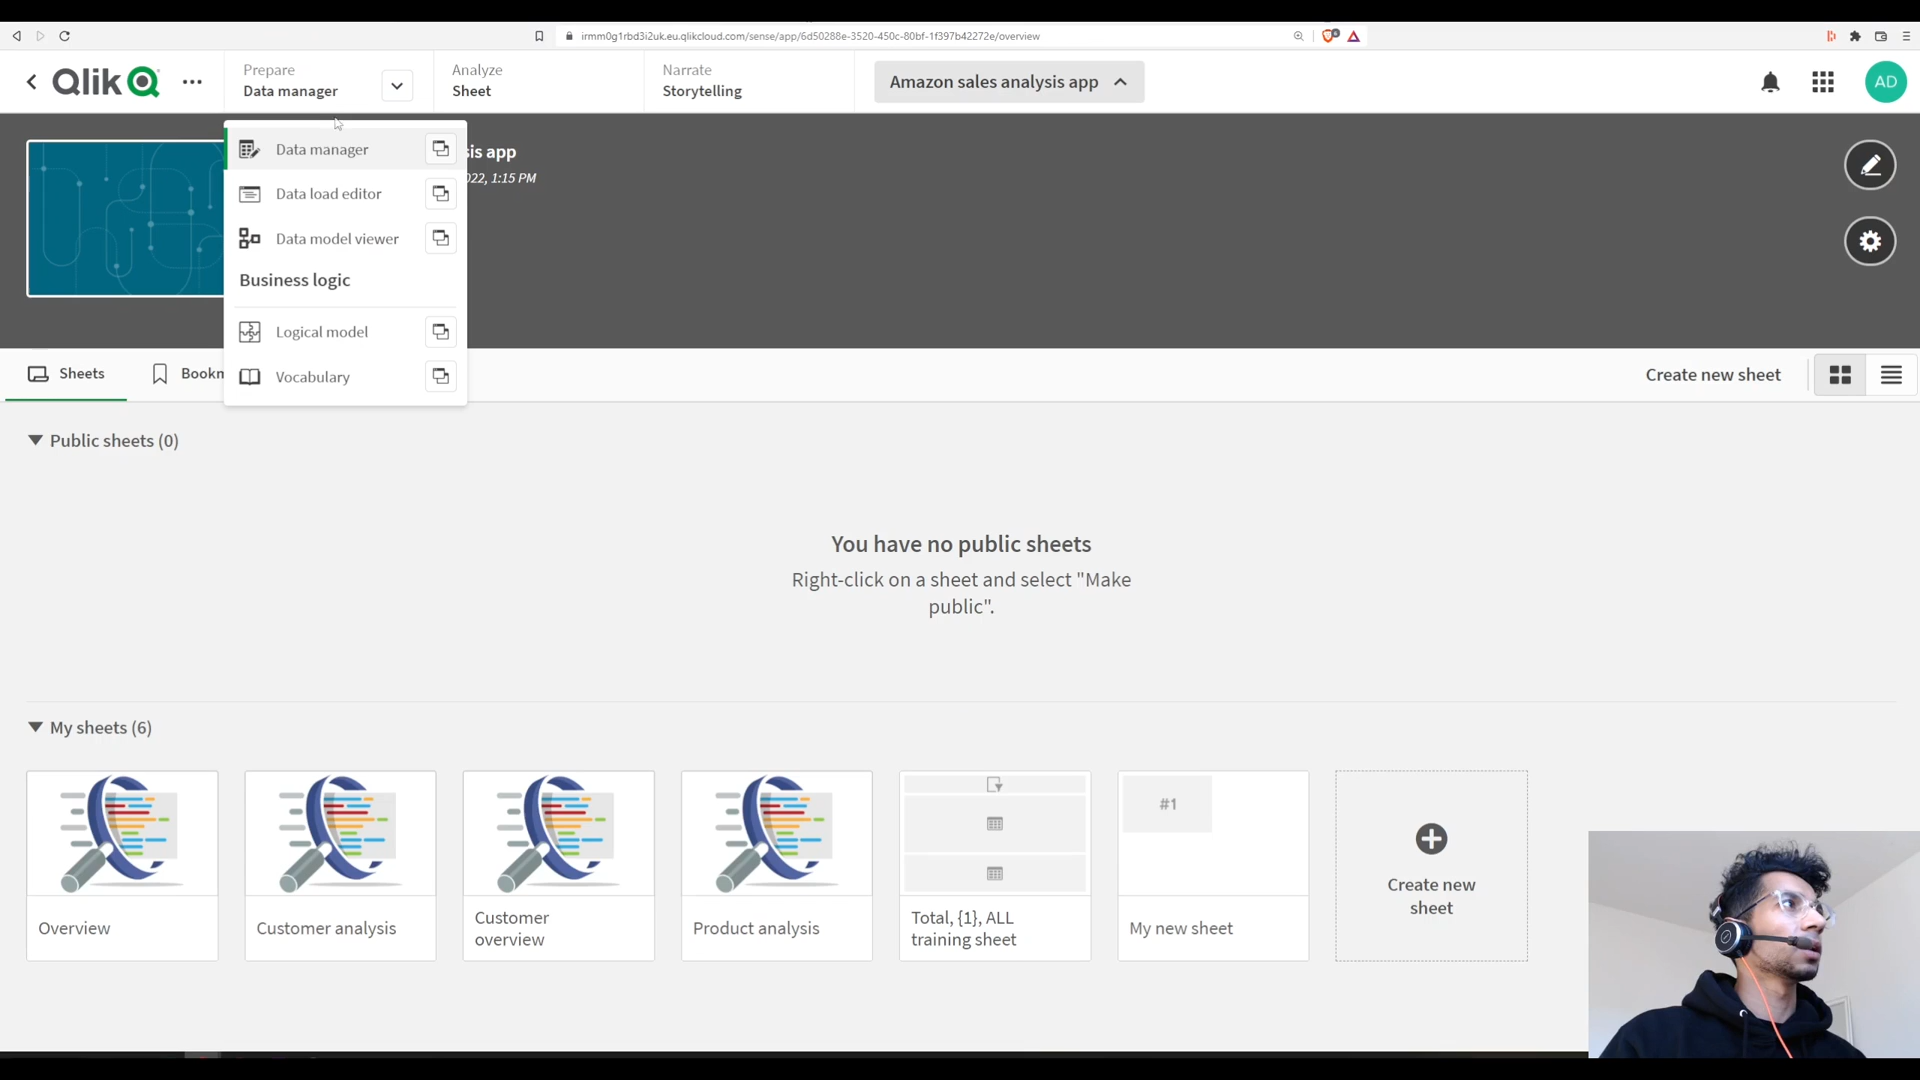 irmm0g1rbd3i2uk.eu.qlikcloud.com/sense/app/6d50288e-3520-450c-80bf-1f397b42272e/overview
Qlik
Prepare
Data manager
Analyze
Sheet
Narrate
Storytelling
Amazon sales analysis app
AD
Data manager
Data load editor
Data model viewer
Business logic
Logical model
Vocabulary
sis app
022, 1:15 PM
Sheets
Bookn
Create new sheet
Public sheets (0)
You have no public sheets
Right-click on a sheet and select "Make
public".
My sheets (6)
#1
Overview
Customer analysis
Customer
overview
Product analysis
Total, {1}, ALL
training sheet
My new sheet
Create new
sheet